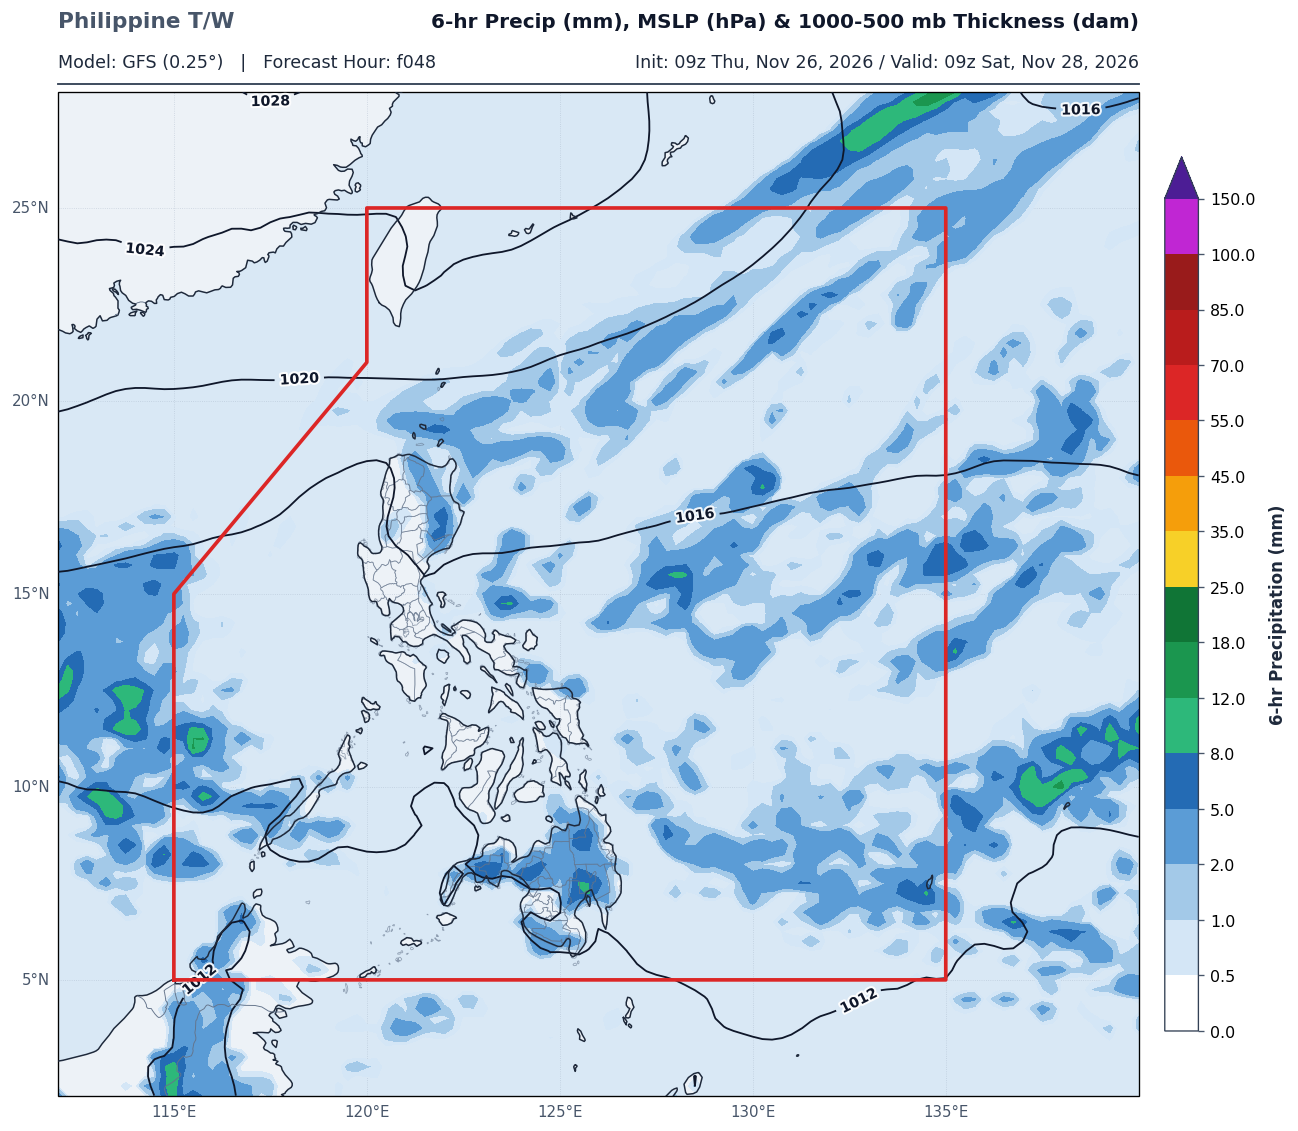 Philippine T/W
6-hr Precip (mm), MSLP (hPa) & 1000-500 mb Thickness (dam)
Model: GFS (0.25°) | Forecast Hour: f048
Init: 09z Thu, Nov 26, 2026 / Valid: 09z Sat, Nov 28, 2026
1028
1016
1024
1020
1016
1012
1012
25°N
20°N
15°N
10°N
5°N
115°E
120°E
125°E
130°E
135°E
150.0
100.0
85.0
70.0
55.0
45.0
35.0
25.0
18.0
12.0
8.0
5.0
2.0
1.0
0.5
0.0
6-hr Precipitation (mm)